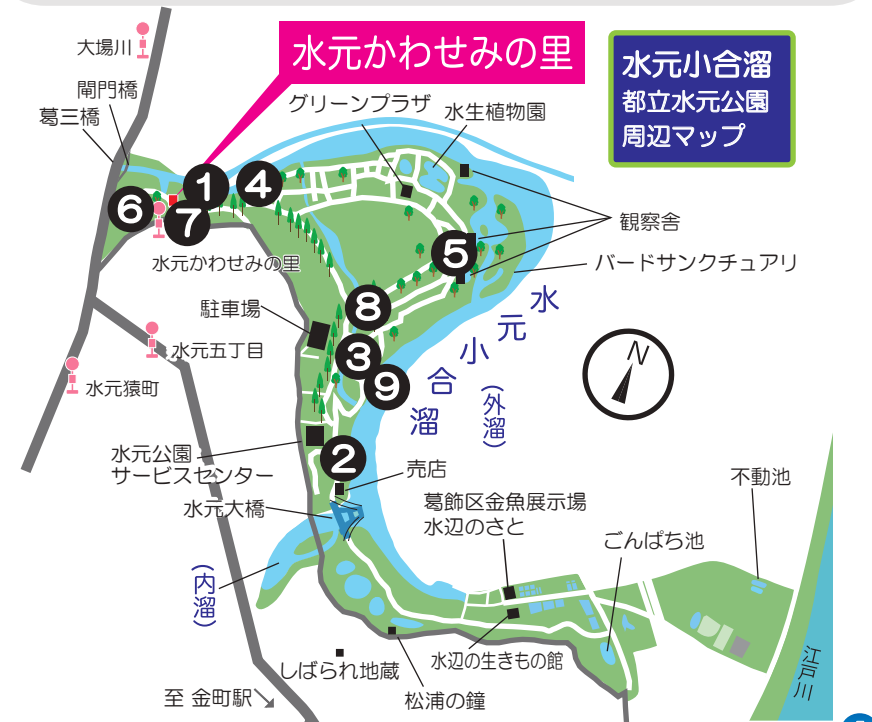 大場川
水元かわせみの里
水元小合溜
都立水元公園
周辺マップ
閘門橋
葛三橋
グリーンプラザ
水生植物園
1
4
6
7
観察舎
5
水元かわせみの里
バードサンクチュアリ
駐車場
8
水元小合溜
(外溜)
N
水元五丁目
3
水元猿町
9
水元公園
サービスセンター
2
売店
水元大橋
葛飾区金魚展示場
水辺のさと
不動池
ごんぱち池
(内溜)
水辺の生きもの館
しばられ地蔵
松浦の鐘
江戸川
至 金町駅